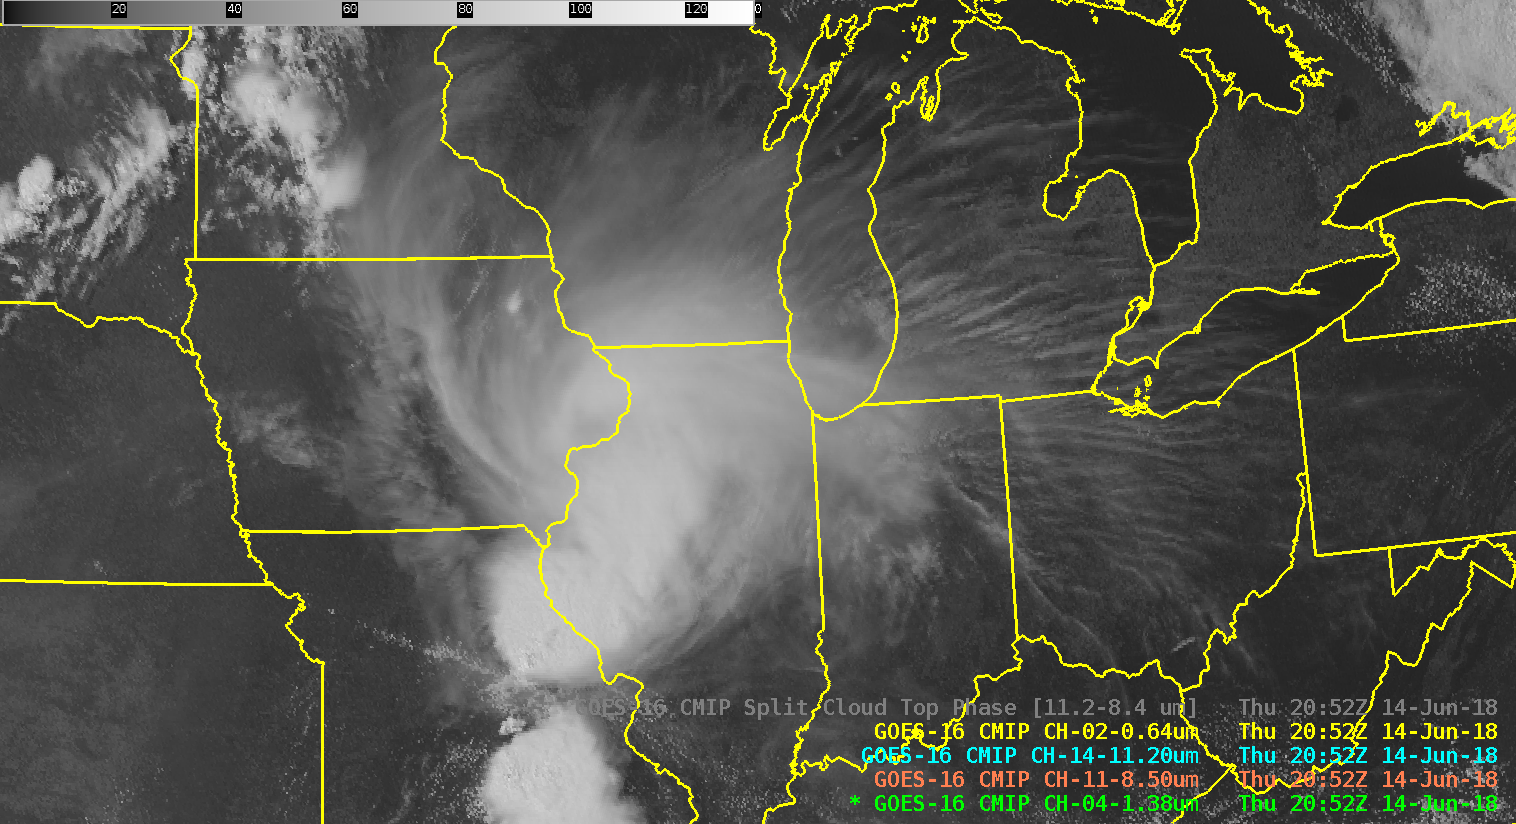 20 40 60 80 100 120 0
GOES-16 CMIP Split Cloud Top Phase [11.2-8.4 um] Thu 20:52Z 14-Jun-18
GOES-16 CMIP CH-02-0.64um Thu 20:52Z 14-Jun-18
GOES-16 CMIP CH-14-11.20um Thu 20:52Z 14-Jun-18
GOES-16 CMIP CH-11-8.50um Thu 20:52Z 14-Jun-18
* GOES-16 CMIP CH-04-1.38um Thu 20:52Z 14-Jun-18